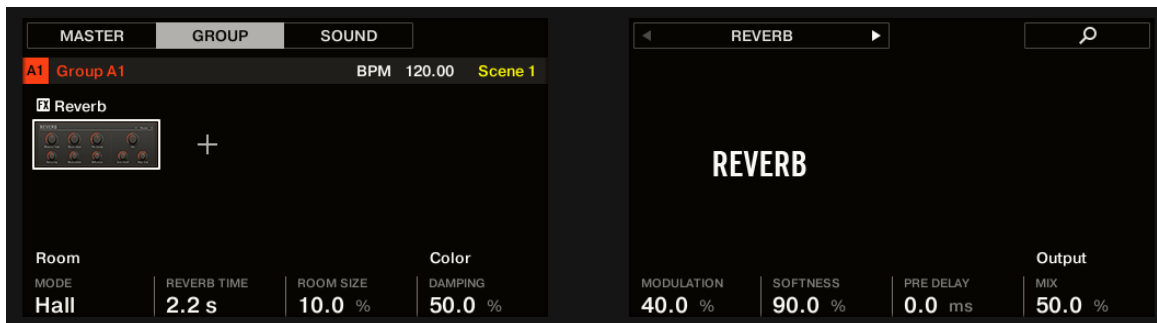 MASTER GROUP SOUND
A1 Group A1 BPM 120.00 Scene 1
FX Reverb
REVERB
Room Color
MODE REVERB TIME ROOM SIZE DAMPING
Hall 2.2 s 10.0 % 50.0 %
REVERB
REVERB
Output
MODULATION SOFTNESS PRE DELAY MIX
40.0 % 90.0 % 0.0 ms 50.0 %